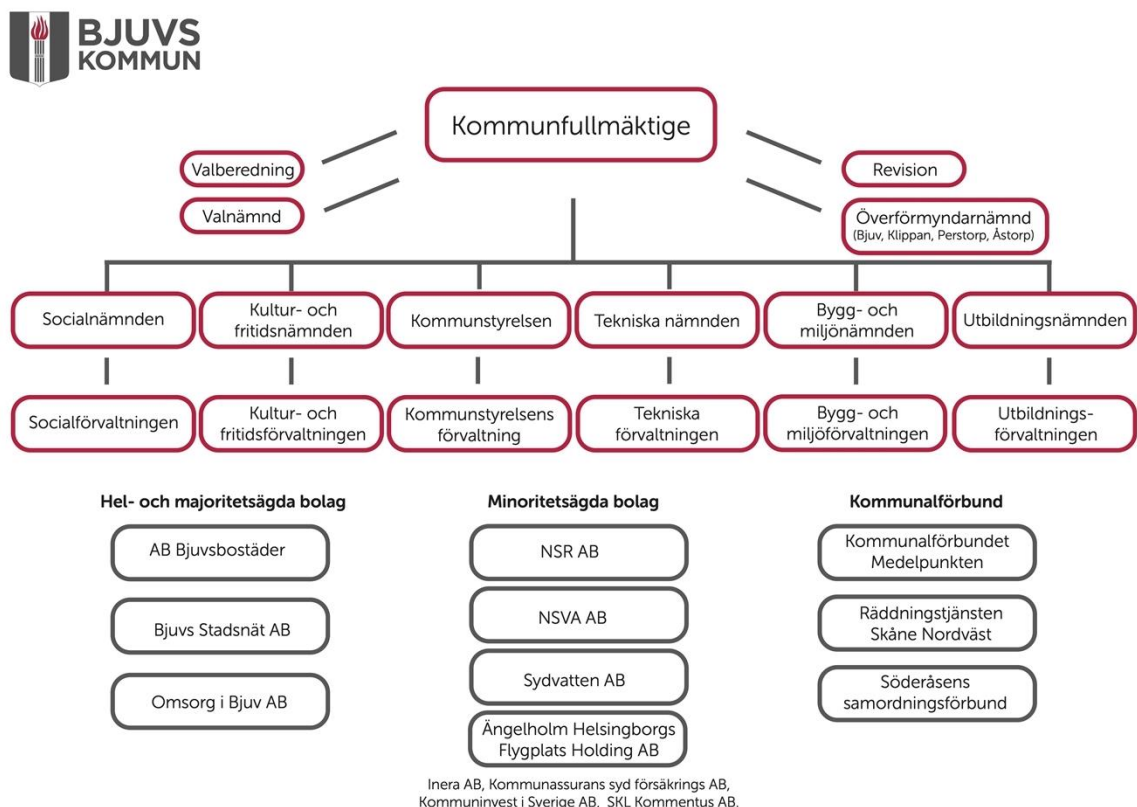 BJUVS
KOMMUN
Kommunfullmäktige
Valberedning
Valnämnd
Revision
Överförmyndarnämnd
(Bjuv, Klippan, Perstorp, Åstorp)
Socialnämnden
Kultur- och
fritidsnämnden
Kommunstyrelsen
Tekniska nämnden
Bygg- och
miljönämnden
Utbildningsnämnden
Socialförvaltningen
Kultur- och
fritidsförvaltningen
Kommunstyrelsens
förvaltning
Tekniska
förvaltningen
Bygg- och
miljöförvaltningen
Utbildnings-
förvaltningen
Hel- och majoritetsägda bolag
AB Bjuvsbostäder
Bjuvs Stadsnät AB
Omsorg i Bjuv AB
Minoritetsägda bolag
NSR AB
NSVA AB
Sydvatten AB
Ängelholm Helsingborgs
Flygplats Holding AB
Inera AB, Kommunassurans syd försäkrings AB,
Kommuninvest i Sverige AB, SKL Kommentus AB,
Kommunalförbund
Kommunalförbundet
Medelpunkten
Räddningstjänsten
Skåne Nordväst
Söderåsens
samordningsförbund